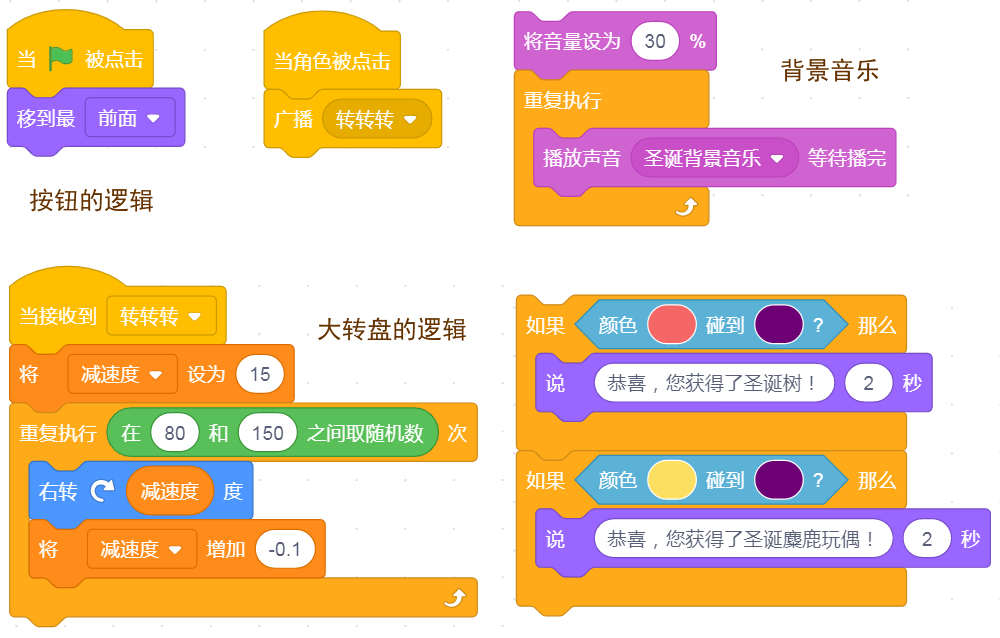 当 被点击
移到最 前面
当角色被点击
广播 转转转
按钮的逻辑
将音量设为 30 %
重复执行
播放声音 圣诞背景音乐 等待播完
背景音乐
当接收到 转转转
将 减速度 设为 15
重复执行 在 80 和 150 之间取随机数 次
右转 减速度 度
将 减速度 增加 -0.1
大转盘的逻辑
如果 颜色 碰到 ? 那么
说 恭喜，您获得了圣诞树！ 2 秒
如果 颜色 碰到 ? 那么
说 恭喜，您获得了圣诞麋鹿玩偶！ 2 秒